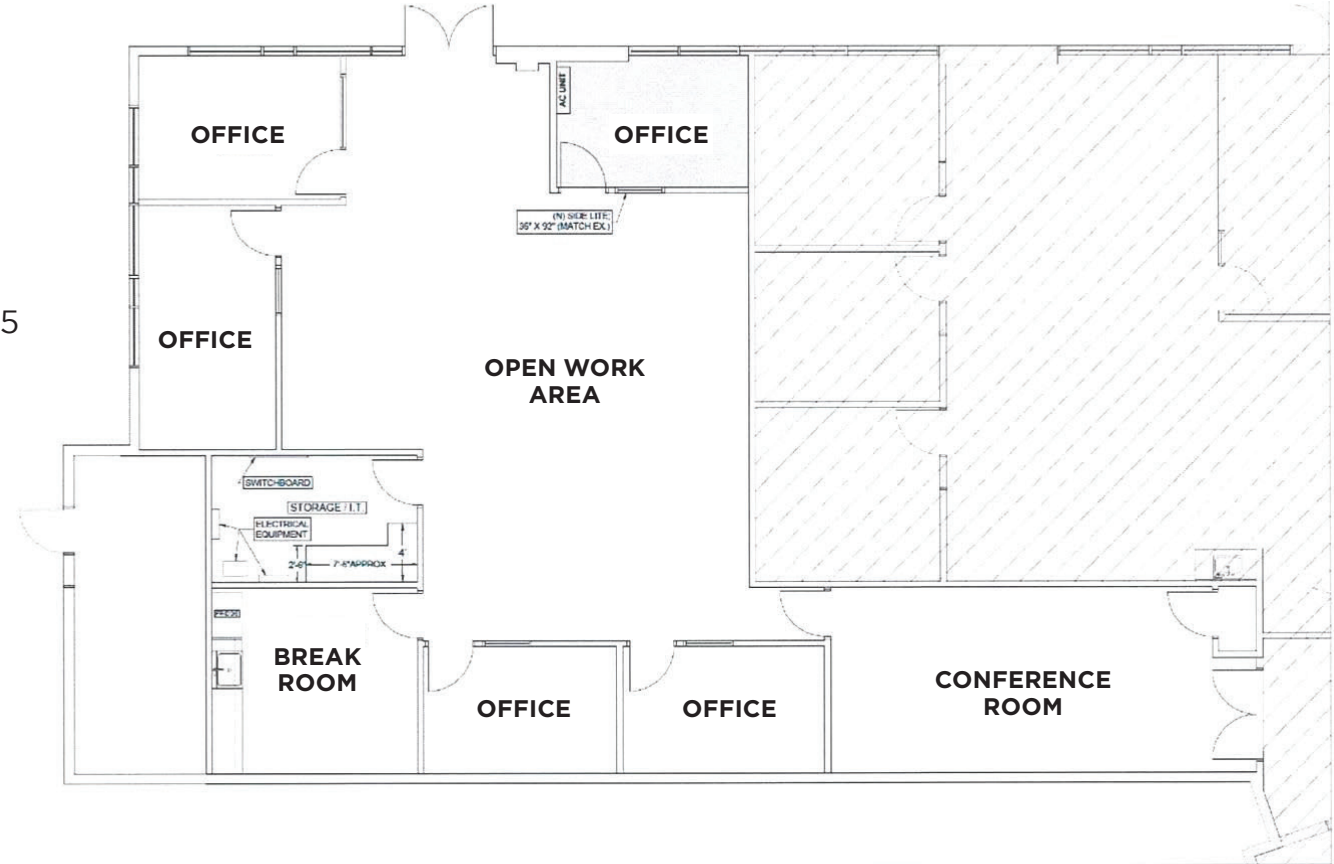 AC UNIT
OFFICE
OFFICE
(N) SIDE LITE;
36" X 92" (MATCH EX.)
5
OFFICE
OPEN WORK
AREA
SWITCHBOARD
STORAGE / I.T.
ELECTRICAL
EQUIPMENT
4'
2'-6"
7'-6"APPROX
BREAK
ROOM
OFFICE
OFFICE
CONFERENCE
ROOM